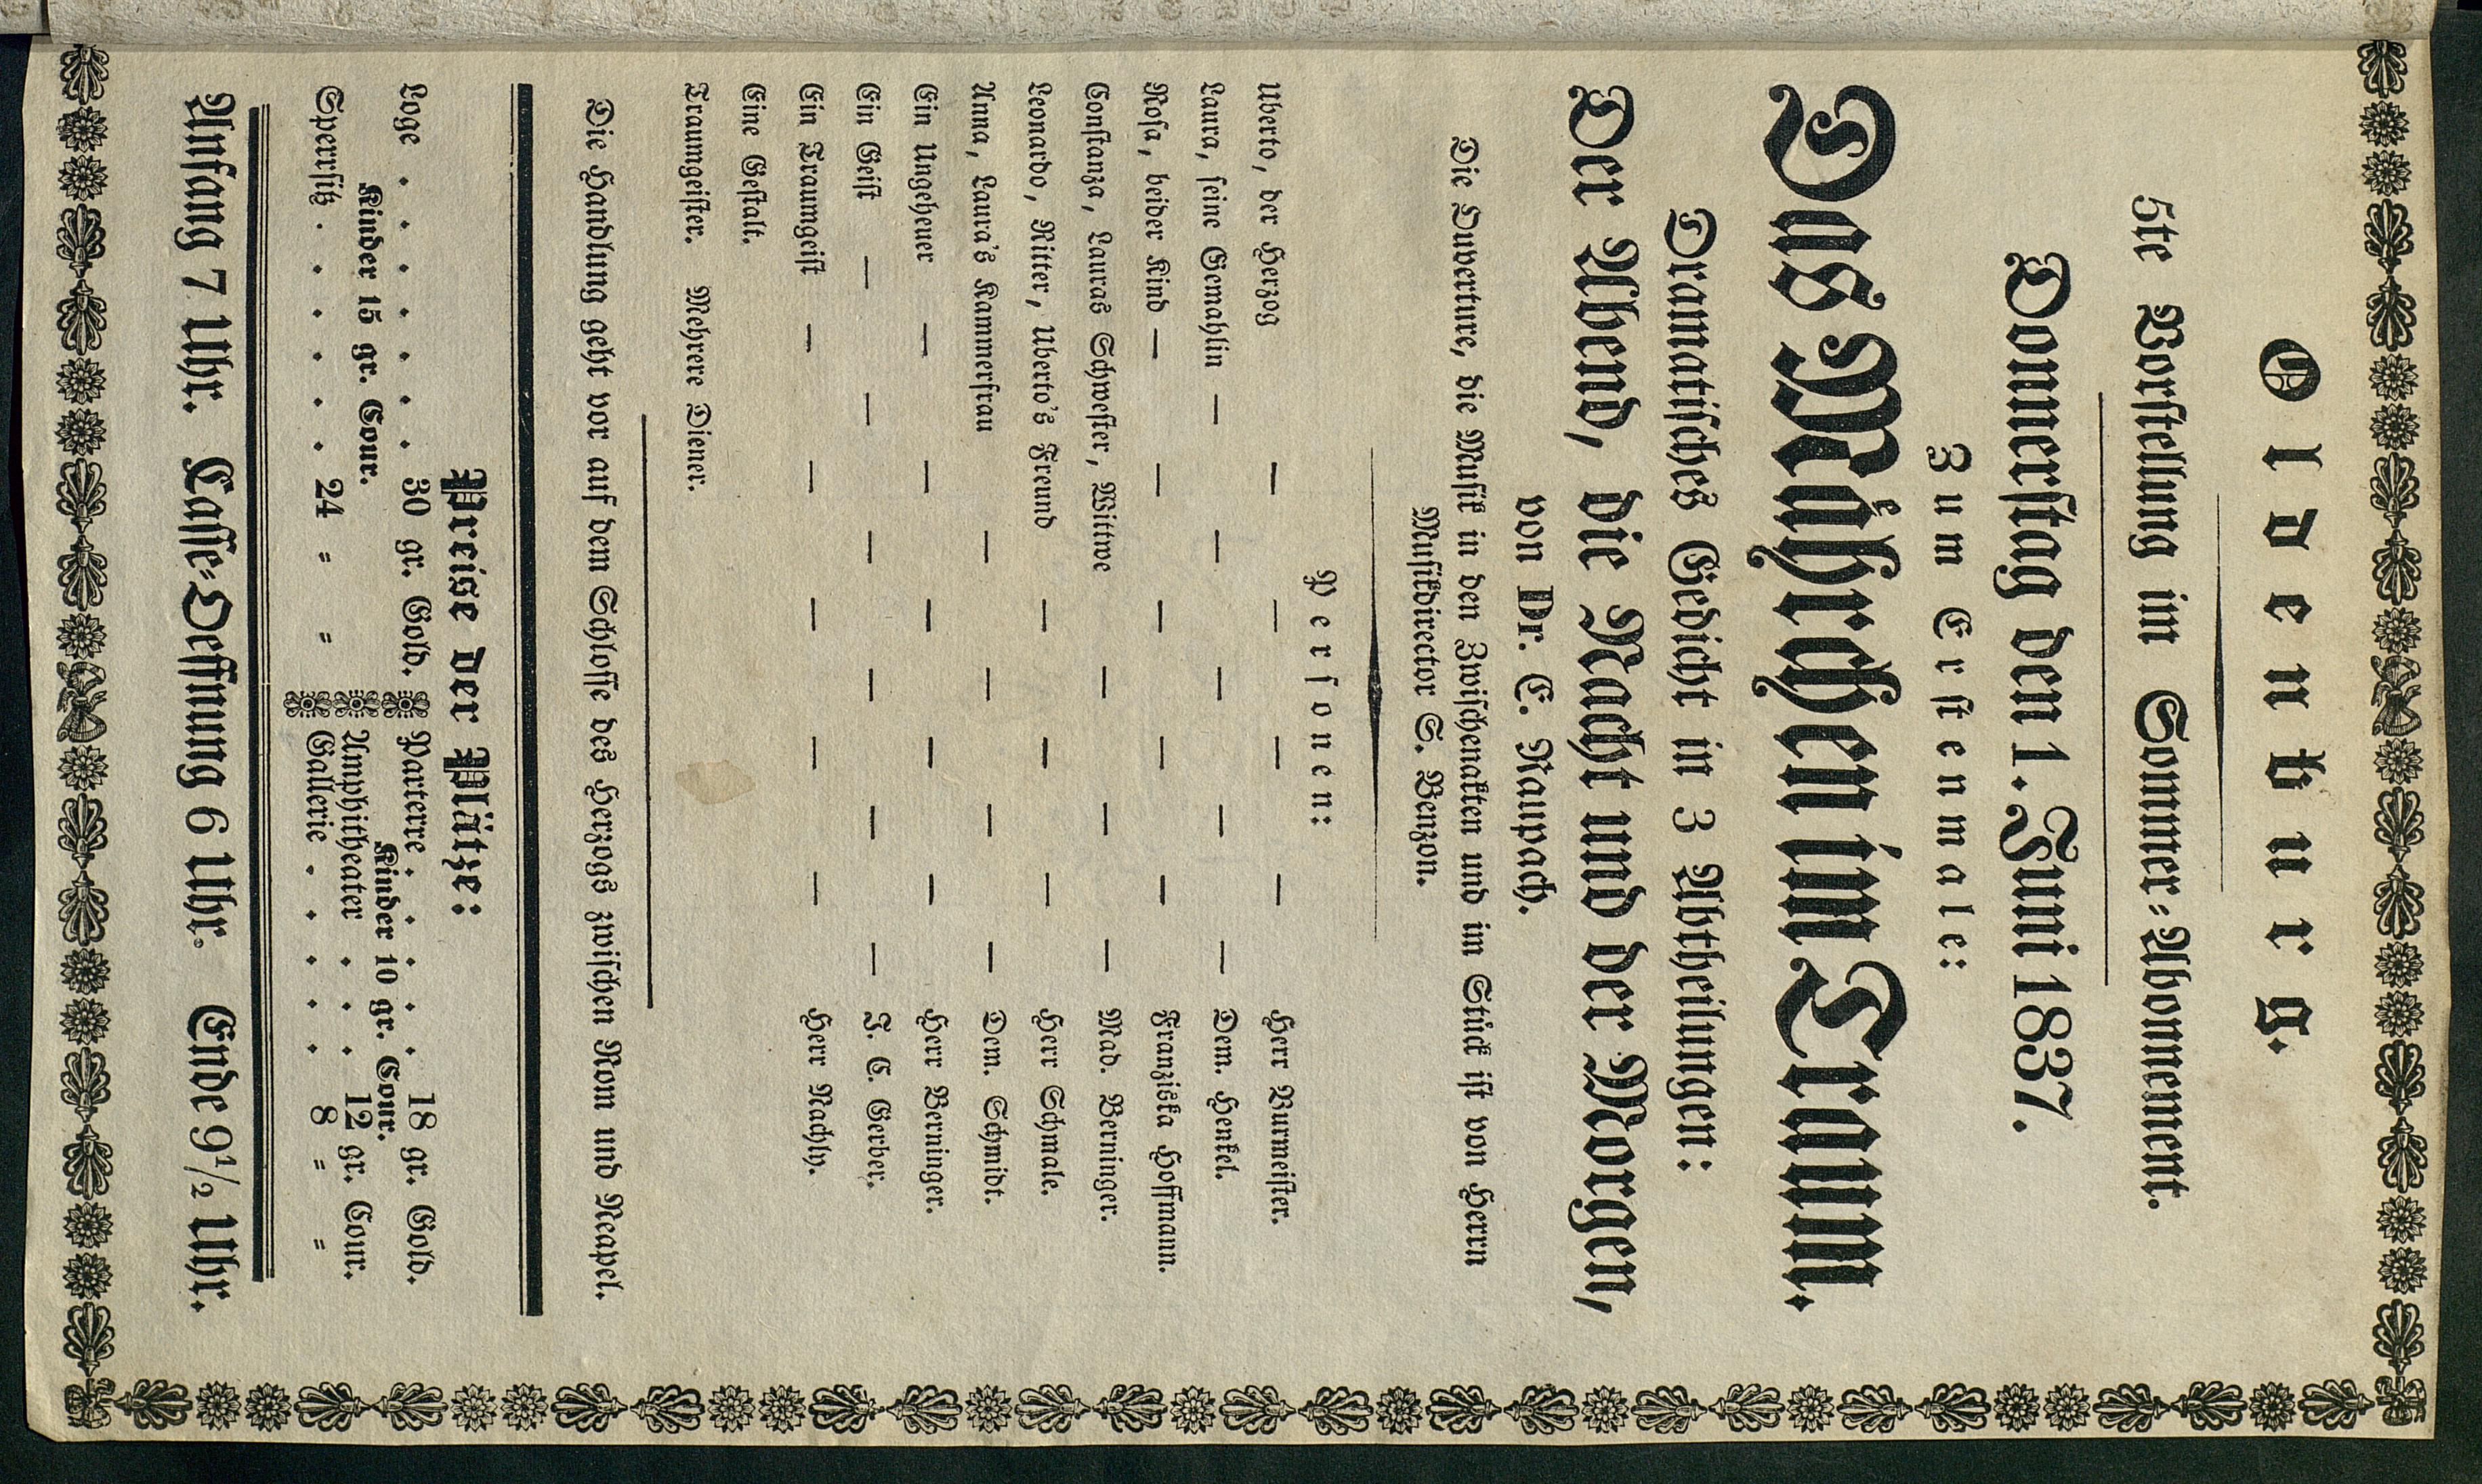 Oldenburg.
5te Vorstellung im Sommer-Abonnement.
Donnerstag den 1. Juni 1837.
Zum Erstenmale:
Das Mährchen im Traum.
Dramatisches Gedicht in 3 Abtheilungen:
Der Abend, die Nacht und der Morgen,
von Dr. E. Raupach.
Die Ouverture, die Musik in den Zwischenakten und im Stück ist von Herrn
Musikdirector S. Benzon.
Personen:
Uberto, der Herzog — — — — Herr Burmeister.
Laura, seine Gemahlin — — — — — Dem. Henkel.
Rosa, beider Kind — — — — — Franziska Hoffmann.
Constanza, Lauras Schwester, Wittwe — — — Mad. Berninger.
Leonardo, Ritter, Uberto's Freund — — — Herr Schmale.
Anna, Laura's Kammerfrau — — — — Dem. Schmidt.
Ein Ungeheuer — — — — — Herr Berninger.
Ein Geist — — — — — — J. C. Gerber.
Ein Traumgeist — — — — — Herr Rachly.
Eine Gestalt.
Traumgeister. Mehrere Diener.
Die Handlung geht vor auf dem Schlosse des Herzogs zwischen Rom und Neapel.
Preise der Plätze:
Loge . . . . . . . 30 gr. Gold.
Kinder 15 gr. Cour.
Sperrsitz . . . . . . 24 = =
Parterre . . . . . 18 gr. Gold.
Kinder 10 gr. Cour.
Amphitheater . . . 12 gr. Cour.
Gallerie . . . . . 8 = =
Anfang 7 Uhr. Casse-Oeffnung 6 Uhr. Ende 9 1/2 Uhr.